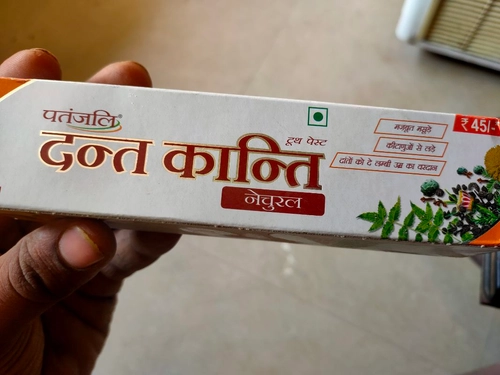 पतंजलि
दन्त कान्ति
टूथ पेस्ट
नेचुरल
मजबूत मसूढ़े
कीटाणुओं से लड़े
दांतों को दे लम्बी उम्र का वरदान
₹ 45/-